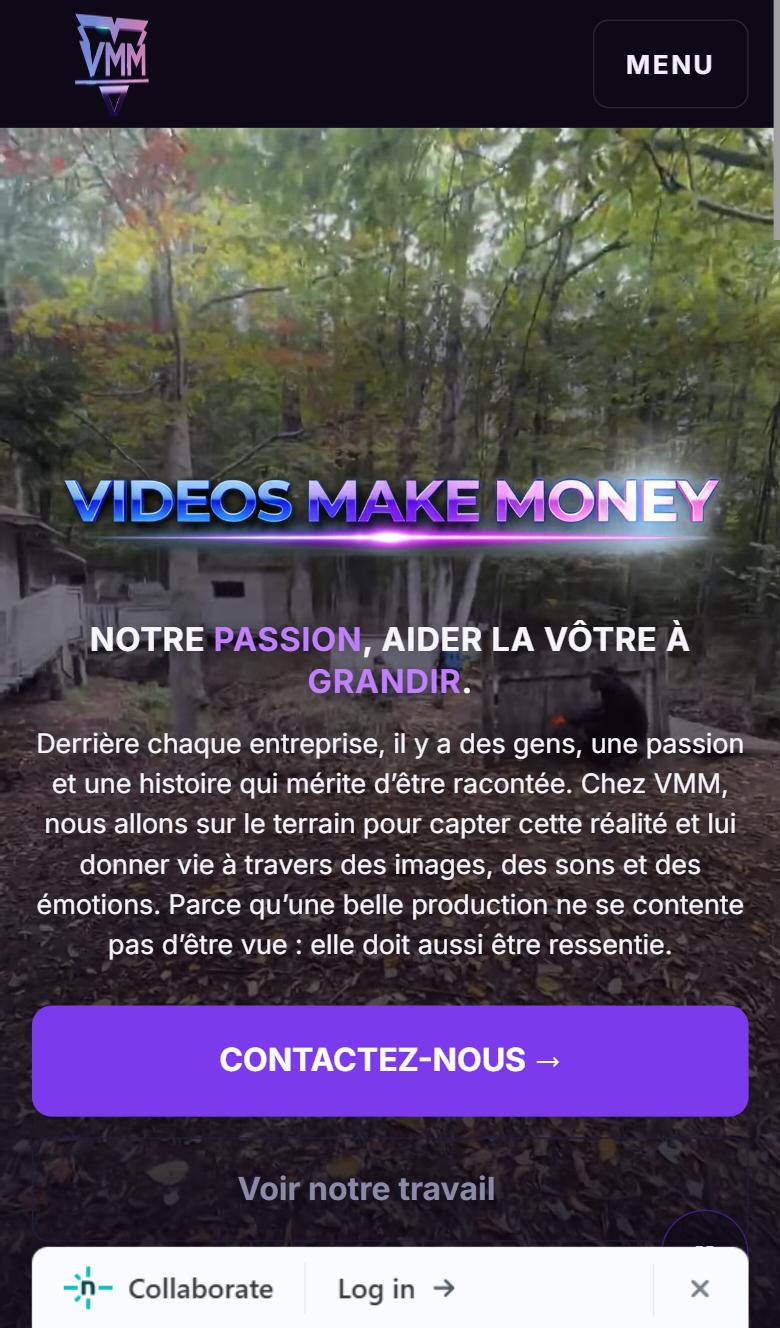 VMM
MENU
VIDEOS MAKE MONEY
NOTRE PASSION, AIDER LA VÔTRE À
GRANDIR.
Derrière chaque entreprise, il y a des gens, une passion
et une histoire qui mérite d’être racontée. Chez VMM,
nous allons sur le terrain pour capter cette réalité et lui
donner vie à travers des images, des sons et des
émotions. Parce qu’une belle production ne se contente
pas d’être vue : elle doit aussi être ressentie.
CONTACTEZ-NOUS →
Voir notre travail
n Collaborate
Log in →